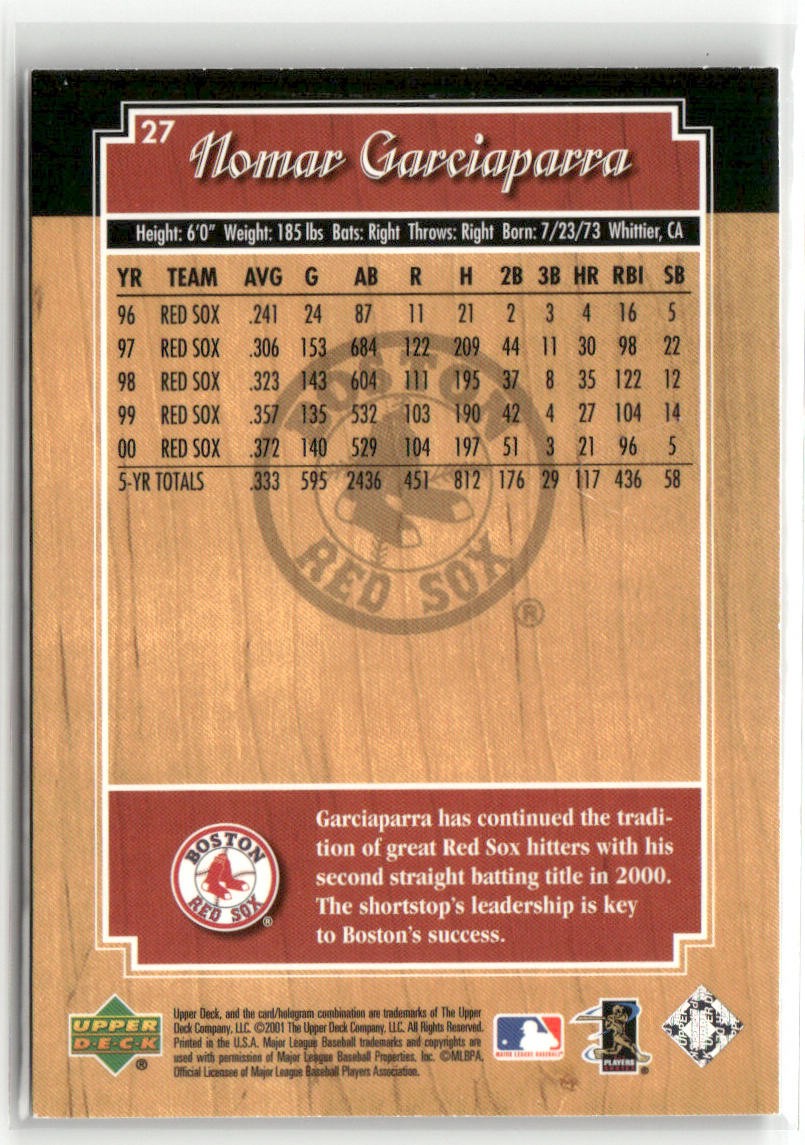 27
Nomar Garciaparra
Height: 6'0" Weight: 185 lbs Bats: Right Throws: Right Born: 7/23/73 Whittier, CA
YR TEAM AVG G AB R H 2B 3B HR RBI SB
96 RED SOX .241 24 87 11 21 2 3 4 16 5
97 RED SOX .306 153 684 122 209 44 11 30 98 22
98 RED SOX .323 143 604 111 195 37 8 35 122 12
99 RED SOX .357 135 532 103 190 42 4 27 104 14
00 RED SOX .372 140 529 104 197 51 3 21 96 5
5-YR TOTALS .333 595 2436 451 812 176 29 117 436 58
BOSTON
RED SOX
®
Garciaparra has continued the tradi-
tion of great Red Sox hitters with his
second straight batting title in 2000.
The shortstop's leadership is key
to Boston's success.
BOSTON
RED SOX
®
UPPER
DECK
®
Upper Deck, and the card/hologram combination are trademarks of The Upper
Deck Company, LLC. ©2001 The Upper Deck Company, LLC. All Rights Reserved.
Printed in the U.S.A. Major League Baseball trademarks and copyrights are
used with permission of Major League Baseball Properties, Inc. ©MLBPA,
Official Licensee of Major League Baseball Players Association.
MAJOR LEAGUE BASEBALL
PLAYERS
CHOICE
®